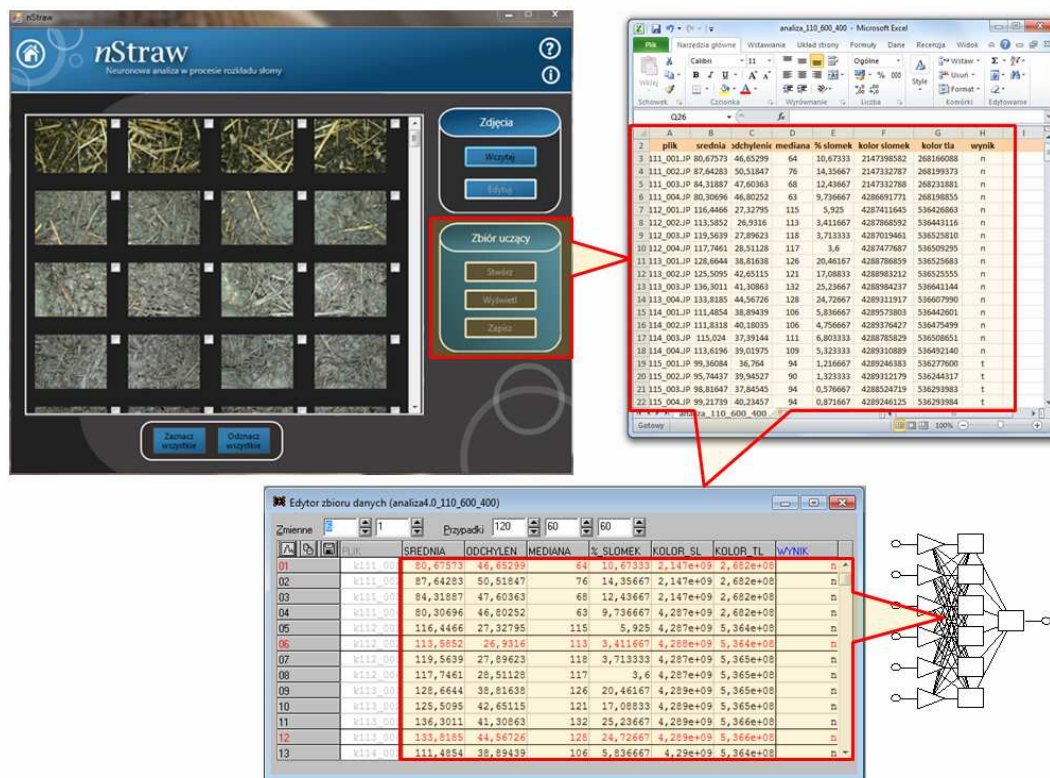 nStraw
nStraw
Neuronowa analiza w procesie rozkładu słomy
Zdjęcia
Wczytaj
Edytuj
Zbiór uczący
Stwórz
Wyświetl
Zapisz
Zaznacz wszystkie
Odznacz wszystkie
analiza_110_600_400 - Microsoft Excel
Plik Narzędzia główne Wstawianie Układ strony Formuły Dane Recenzja Widok
Calibri 11 Ogólne Wstaw
Wklej Style Usuń
Format
Schowek Czcionka Wyrównanie Liczba Komórki Edytowanie
Q26 fx
A B C D E F G H I
2 plik srednia odchylenie mediana % slomek kolor slomek kolor tla wynik
3 111_001.JP 80,67573 46,65299 64 10,67333 2147398582 268166088 n
4 111_002.JP 87,64283 50,51847 76 14,35667 2147332787 268199373 n
5 111_003.JP 84,31887 47,60363 68 12,43667 2147332788 268231881 n
6 111_004.JP 80,30696 46,80252 63 9,736667 4286691771 268198855 n
7 112_001.JP 116,4466 27,32795 115 5,925 4287411645 536426863 n
8 112_002.JP 113,5852 26,9316 113 3,411667 4287868592 536443116 n
9 112_003.JP 119,5639 27,89623 118 3,713333 4287019461 536525810 n
10 112_004.JP 117,7461 28,51128 117 3,6 4287477687 536509295 n
11 113_001.JP 128,6644 38,81638 126 20,46167 4288786859 536525683 n
12 113_002.JP 125,5095 42,65115 121 17,08833 4288983212 536525555 n
13 113_003.JP 136,3011 41,30863 132 25,23667 4288984237 536641144 n
14 113_004.JP 133,8185 44,56726 128 24,72667 4289311917 536607990 n
15 114_001.JP 111,4854 38,89439 106 5,836667 4289573803 536442601 n
16 114_002.JP 111,8318 40,18035 106 4,756667 4289376427 536475499 n
17 114_003.JP 115,024 37,39144 111 6,803333 4288785829 536508651 n
18 114_004.JP 113,6196 39,01975 109 5,323333 4289310889 536492140 n
19 115_001.JP 99,36084 36,764 94 1,216667 4289246383 536277600 t
20 115_002.JP 95,74437 39,94527 90 1,323333 4289312179 536244317 t
21 115_003.JP 98,81647 37,84545 94 0,576667 4288524719 536293983 t
22 115_004.JP 99,21739 40,23457 94 0,871667 4289246125 536293984 t
analiza_110_600_400
Gotowy 100%
Edytor zbioru danych (analiza4.0_110_600_400)
Zmienne 6 1 Przypadki 120 60 60
PLIK SREDNIA ODCHYLEN MEDIANA %_SLOMEK KOLOR_SL KOLOR_TL WYNIK
01 80,67573 46,65299 64 10,67333 2,147e+09 2,682e+08 n
02 87,64283 50,51847 76 14,35667 2,147e+09 2,682e+08 n
03 84,31887 47,60363 68 12,43667 2,147e+09 2,682e+08 n
04 80,30696 46,80252 63 9,736667 4,287e+09 2,682e+08 n
05 116,4466 27,32795 115 5,925 4,287e+09 5,364e+08 n
06 113,5852 26,9316 113 3,411667 4,288e+09 5,364e+08 n
07 119,5639 27,89623 118 3,713333 4,287e+09 5,365e+08 n
08 117,7461 28,51128 117 3,6 4,287e+09 5,365e+08 n
09 128,6644 38,81638 126 20,46167 4,289e+09 5,365e+08 n
10 125,5095 42,65115 121 17,08833 4,289e+09 5,365e+08 n
11 136,3011 41,30863 132 25,23667 4,289e+09 5,366e+08 n
12 133,8185 44,56726 128 24,72667 4,289e+09 5,366e+08 n
13 111,4854 38,89439 106 5,836667 4,29e+09 5,364e+08 n